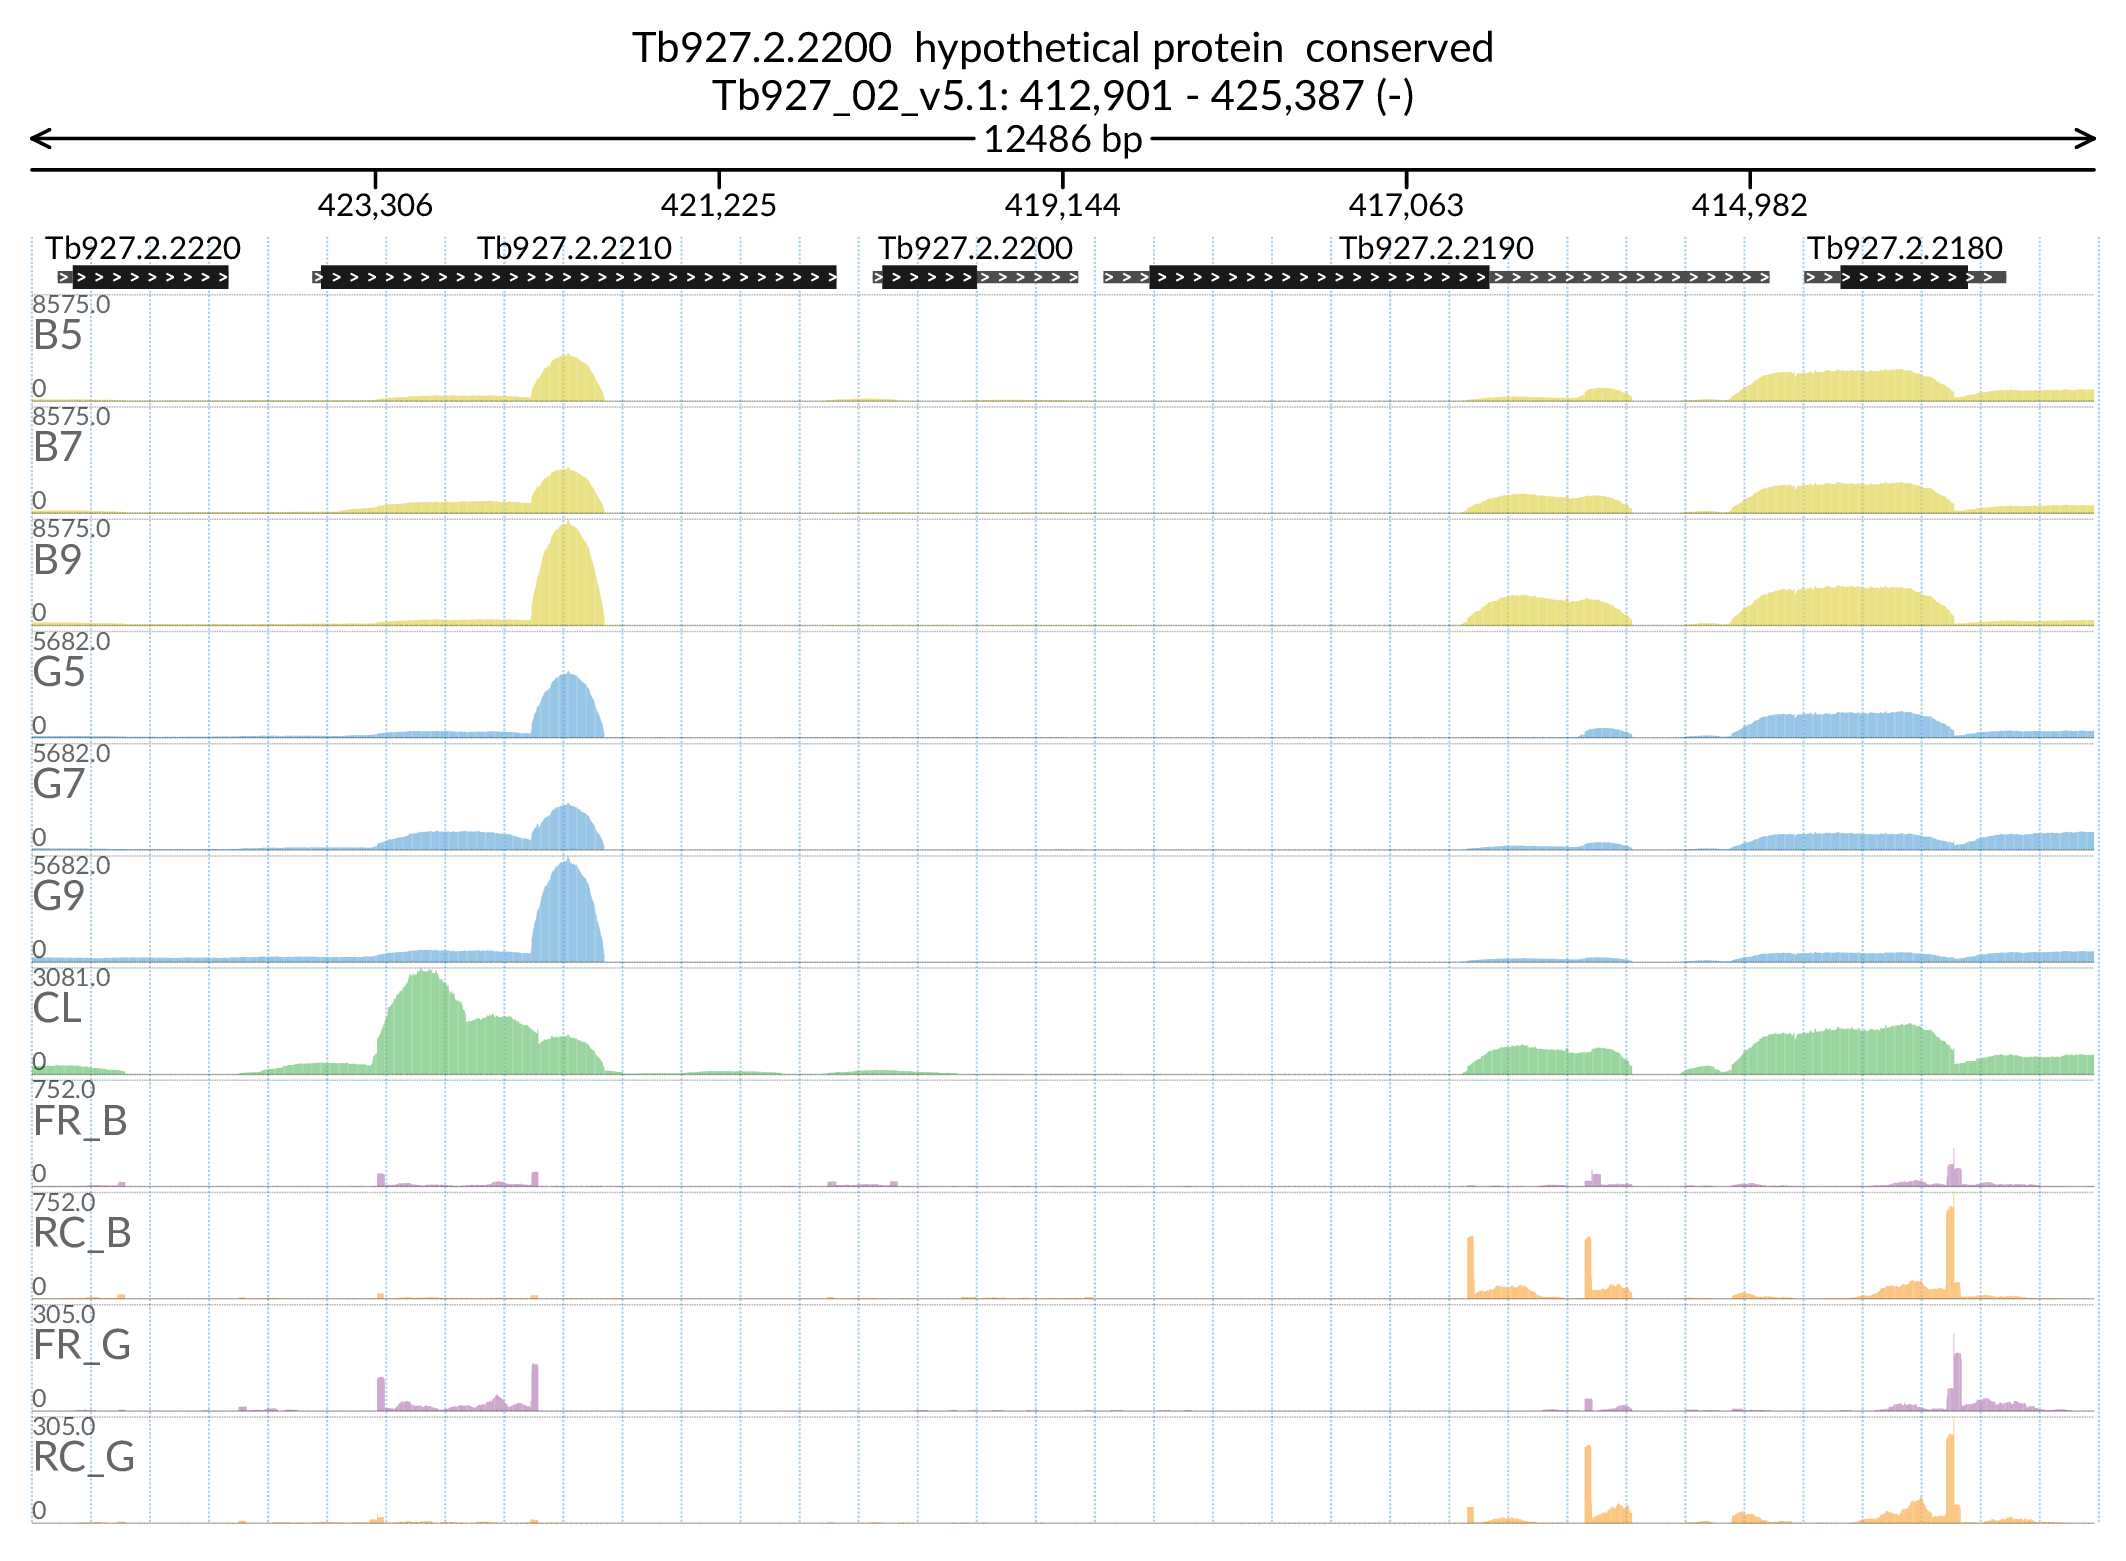 Tb927.2.2200  hypothetical protein  conserved
Tb927_02_v5.1: 412,901 - 425,387 (-)
12486 bp
423,306 421,225 419,144 417,063 414,982
Tb927.2.2220 Tb927.2.2210 Tb927.2.2200 Tb927.2.2190 Tb927.2.2180
8575.0
B5
0
8575.0
B7
0
8575.0
B9
0
5682.0
G5
0
5682.0
G7
0
5682.0
G9
0
3081.0
CL
0
752.0
FR_B
0
752.0
RC_B
0
305.0
FR_G
0
305.0
RC_G
0